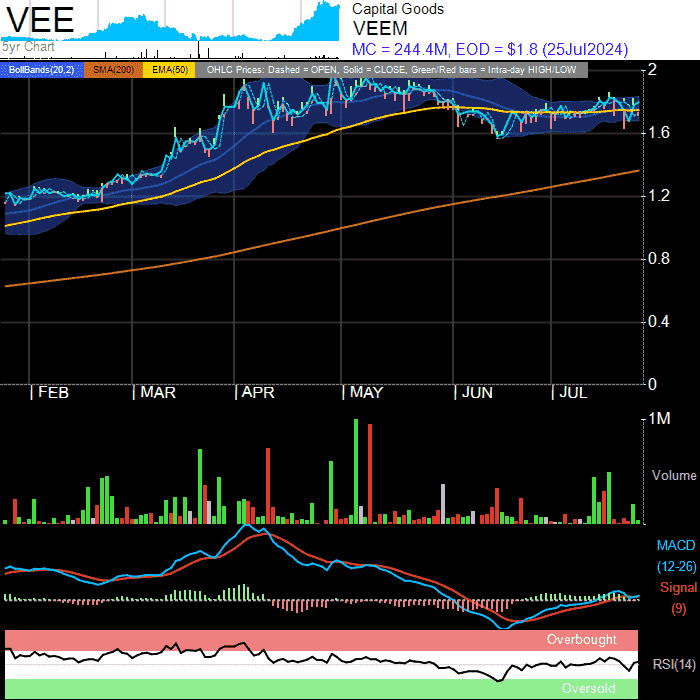 VEE
5yr Chart
Capital Goods
VEEM
MC = 244.4M, EOD = $1.8 (25Jul2024)
BollBands(20,2) SMA(200) EMA(50) OHLC Prices: Dashed = OPEN, Solid = CLOSE, Green/Red bars = Intra-day HIGH/LOW
2
1.6
1.2
0.8
0.4
0
FEB MAR APR MAY JUN JUL
1M
Volume
MACD
(12-26)
Signal
(9)
Overbought
RSI(14)
Oversold